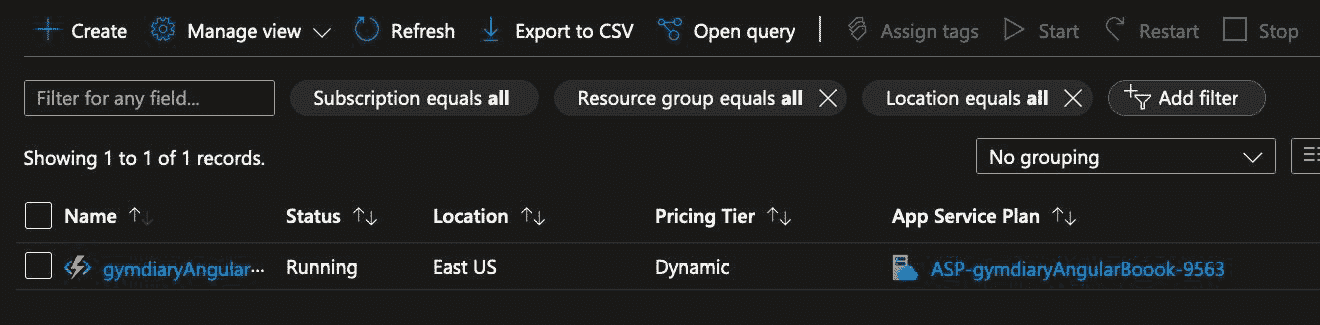 Create Manage view Refresh Export to CSV Open query Assign tags Start Restart Stop
Filter for any field... Subscription equals all Resource group equals all Location equals all Add filter
Showing 1 to 1 of 1 records. No grouping
Name Status Location Pricing Tier App Service Plan
gymdiaryAngular... Running East US Dynamic ASP-gymdiaryAngularBoook-9563